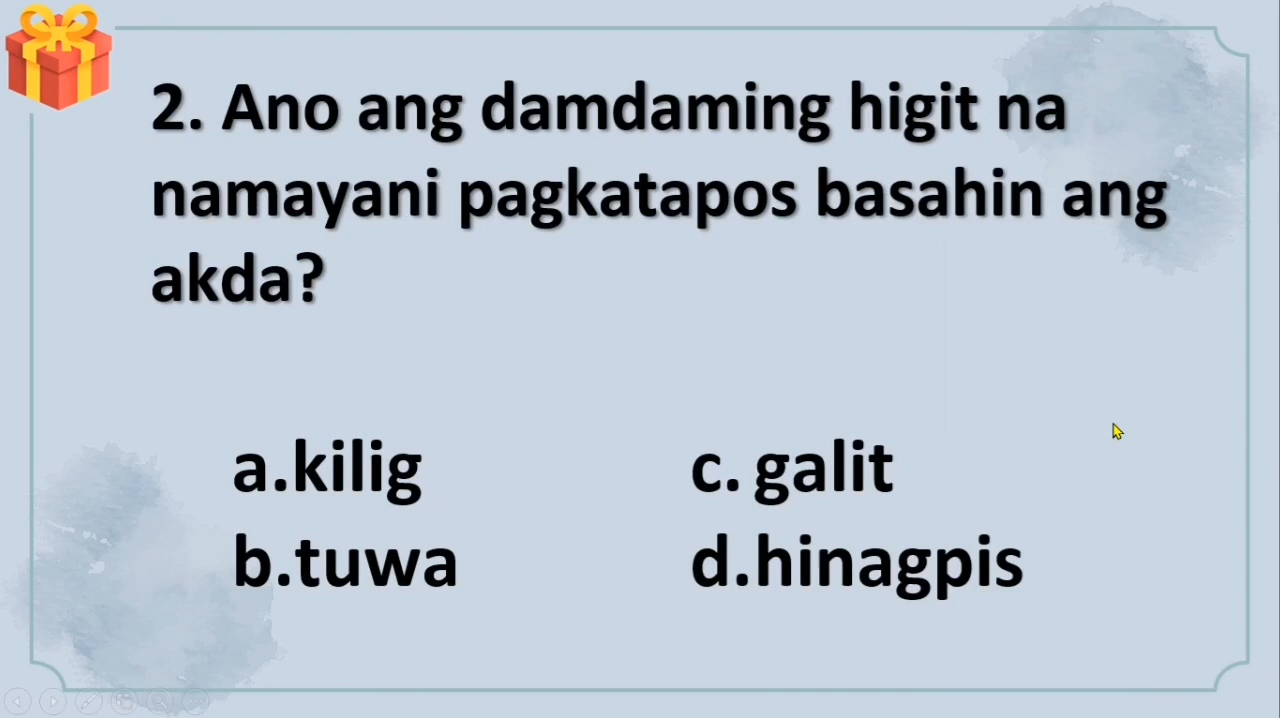 2. Ano ang damdaming higit na
namayani pagkatapos basahin ang
akda?
a.kilig
b.tuwa
c. galit
d.hinagpis